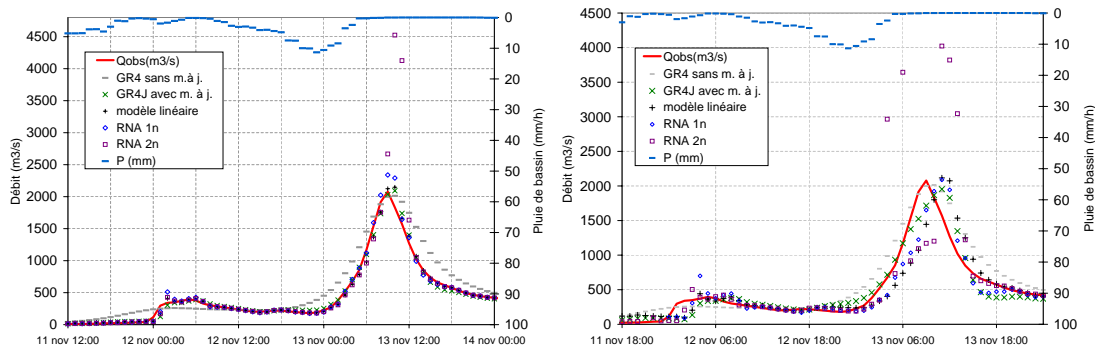 4500
4000
3500
3000
2500
2000
1500
1000
500
0
Débit (m3/s)
0
10
20
30
40
50
60
70
80
90
100
Pluie de bassin (mm/h)
Qobs(m3/s)
GR4 sans m.à j.
GR4J avec m. à j.
modèle linéaire
RNA 1n
RNA 2n
P (mm)
11 nov 12:00 12 nov 00:00 12 nov 12:00 13 nov 00:00 13 nov 12:00 14 nov 00:00
4500
4000
3500
3000
2500
2000
1500
1000
500
0
Débit (m3/s)
0
10
20
30
40
50
60
70
80
90
100
Pluie de bassin (mm/h)
Qobs(m3/s)
GR4 sans m.à j.
GR4J avec m. à j.
modèle linéaire
RNA 1n
RNA 2n
P (mm)
11 nov 18:00 12 nov 06:00 12 nov 18:00 13 nov 06:00 13 nov 18:00